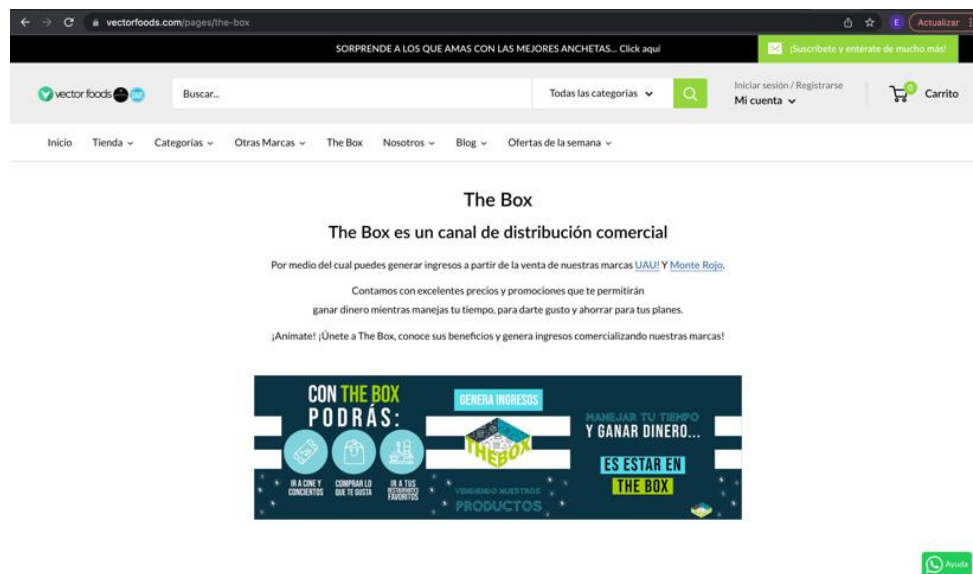 vectorfoods.com/pages/the-box
E
Actualizar
SORPRENDE A LOS QUE AMAS CON LAS MEJORES ANCHETAS... Click aquí
¡Suscríbete y entérate de mucho más!
vector foods
Buscar...
Todas las categorías
Iniciar sesión / Registrarse
Mi cuenta
0
Carrito
Inicio Tienda Categorías Otras Marcas The Box Nosotros Blog Ofertas de la semana
The Box
The Box es un canal de distribución comercial
Por medio del cual puedes generar ingresos a partir de la venta de nuestras marcas UAU! Y Monte Rojo.
Contamos con excelentes precios y promociones que te permitirán
ganar dinero mientras manejas tu tiempo, para darte gusto y ahorrar para tus planes.
¡Anímate! ¡Únete a The Box, conoce sus beneficios y genera ingresos comercializando nuestras marcas!
CON THE BOX
PODRÁS:
IR A CINE Y
CONCIERTOS
COMPRAR LO
QUE TE GUSTA
IR A TUS
RESTAURANTES
FAVORITOS
GENERA INGRESOS
THEBOX
VENDIENDO NUESTROS
PRODUCTOS
MANEJAR TU TIEMPO
Y GANAR DINERO...
ES ESTAR EN
THE BOX
Ayuda